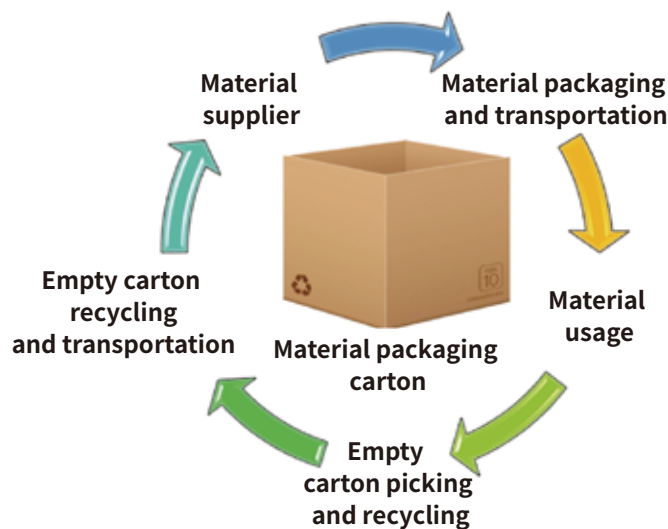 Material
supplier
Material packaging
and transportation
Material
usage
Empty
carton picking
and recycling
Empty carton
recycling
and transportation
Material packaging
carton
10